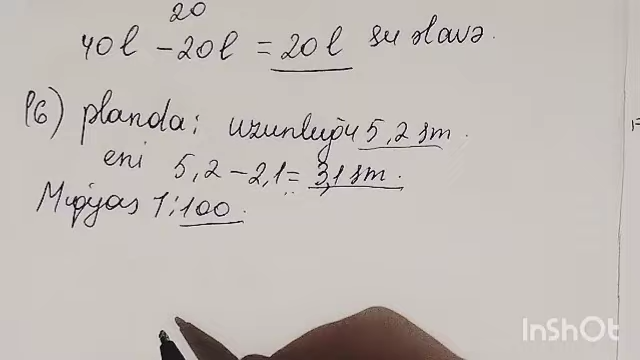 20
40l - 20l = 20l su əlavə.
16) planda; uzunluğu 5,2 sm.
eni 5,2 - 2,1 = 3,1 sm.
Miqyas 1:100.
InShOt